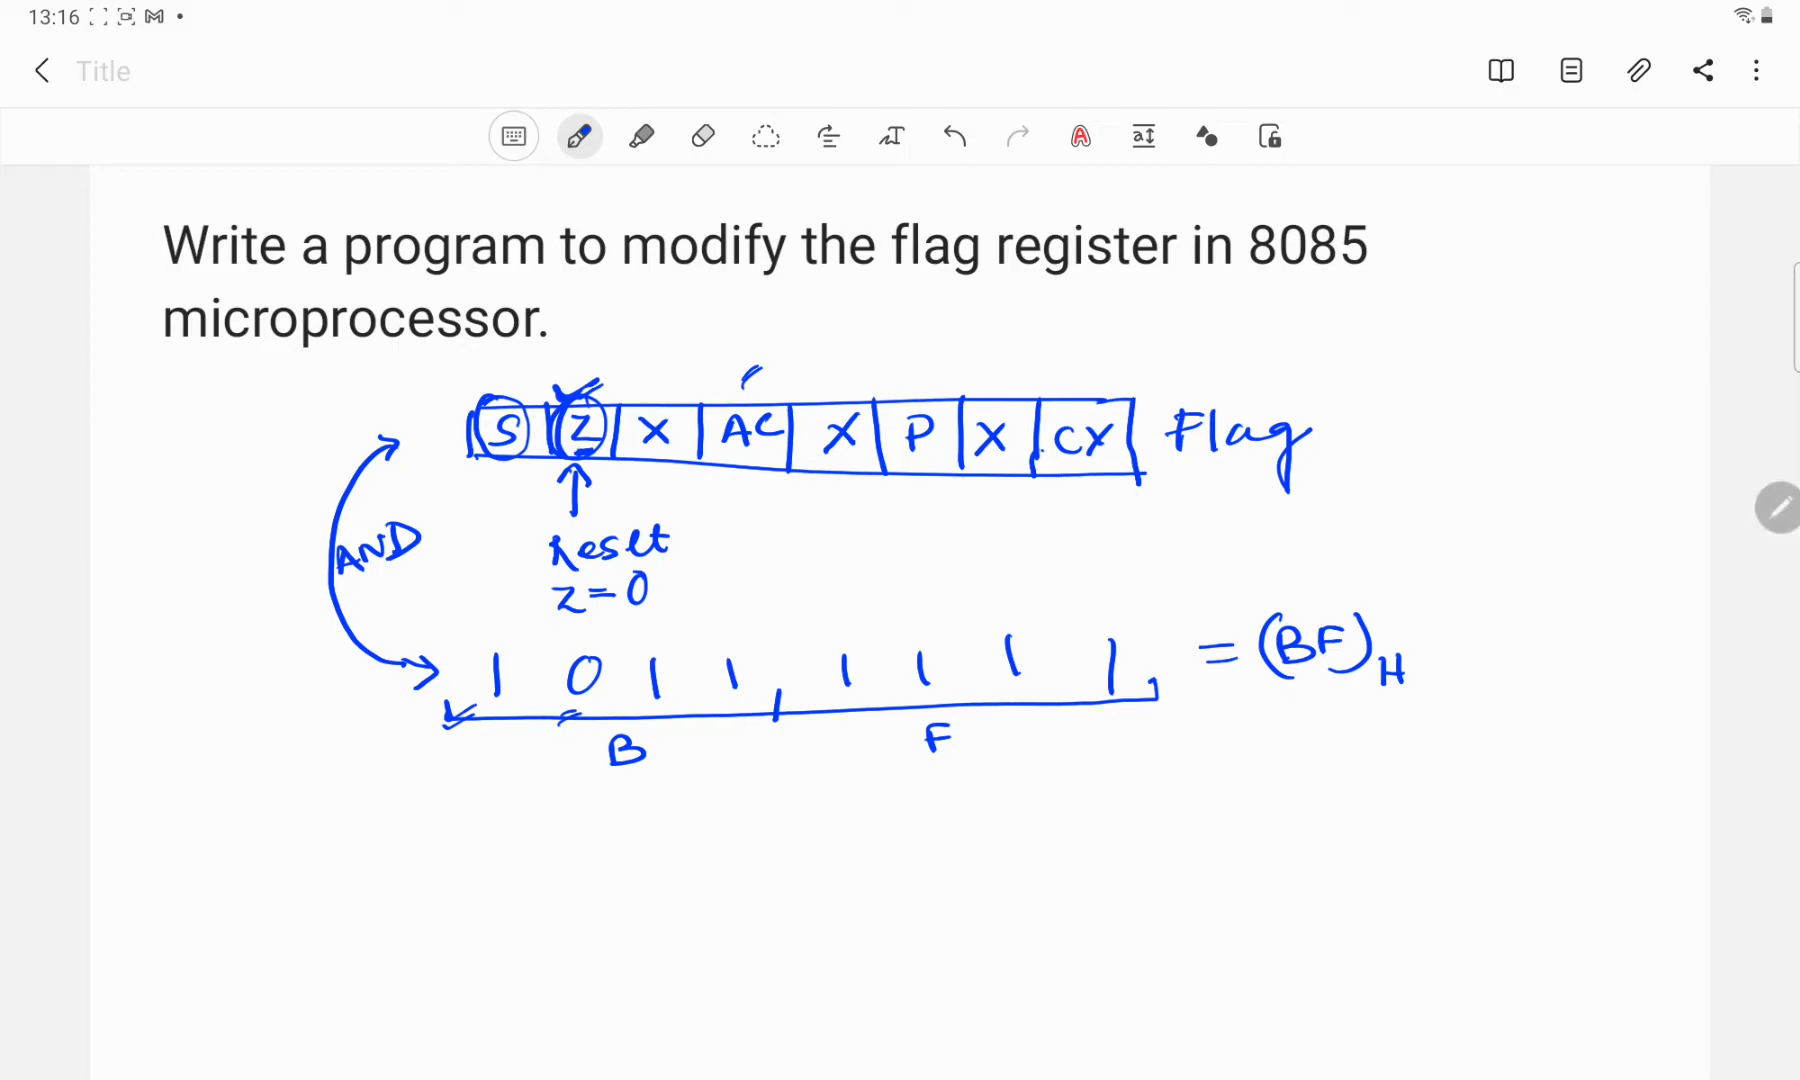 13:16
Title
Write a program to modify the flag register in 8085
microprocessor.
S Z X AC X P X CY Flag
AND
Reset
Z=0
1 0 1 1 , 1 1 1 1 = (BF)H
B F